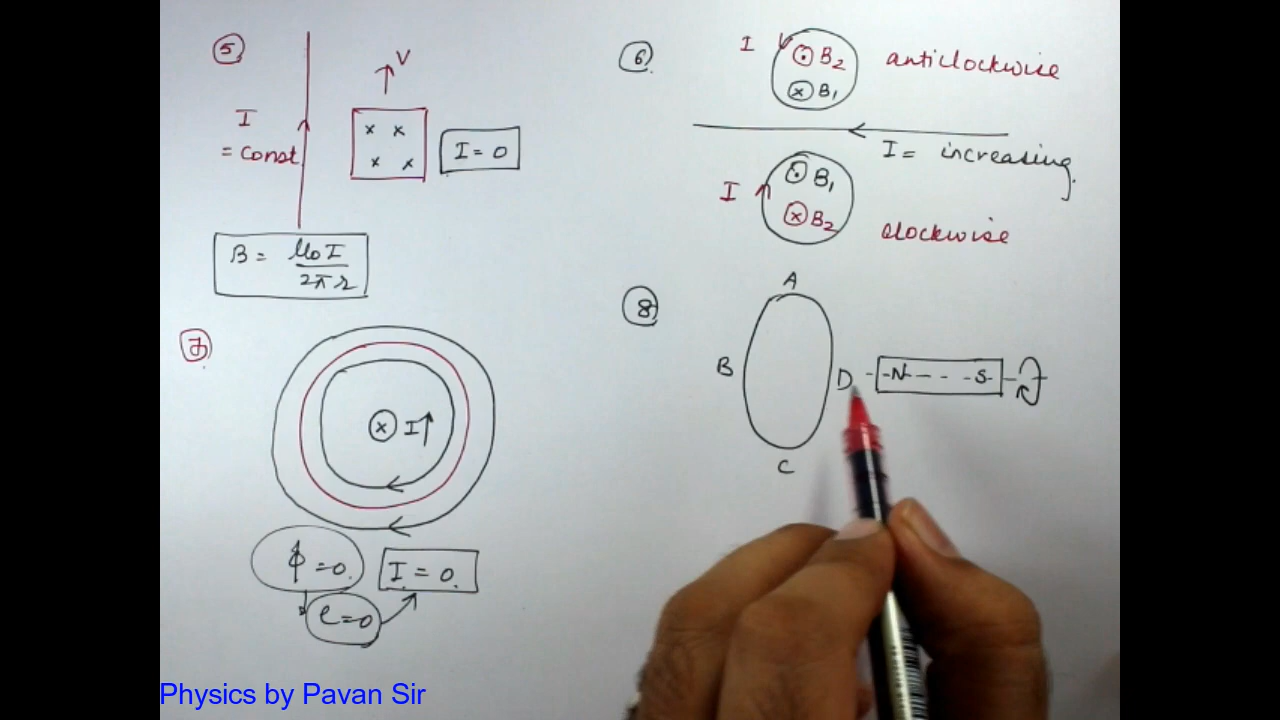 5
V
I
= Const
x x
x x
I = 0
B = μ₀I
2πr
6
I
⊙ B₂
⊗ B₁
anticlockwise
I = increasing
⊙ B₁
I
⊗ B₂
clockwise
7
⊗ I↑
ϕ = 0.
I = 0.
e = 0
8
A
B
D
C
N
S
Physics by Pavan Sir